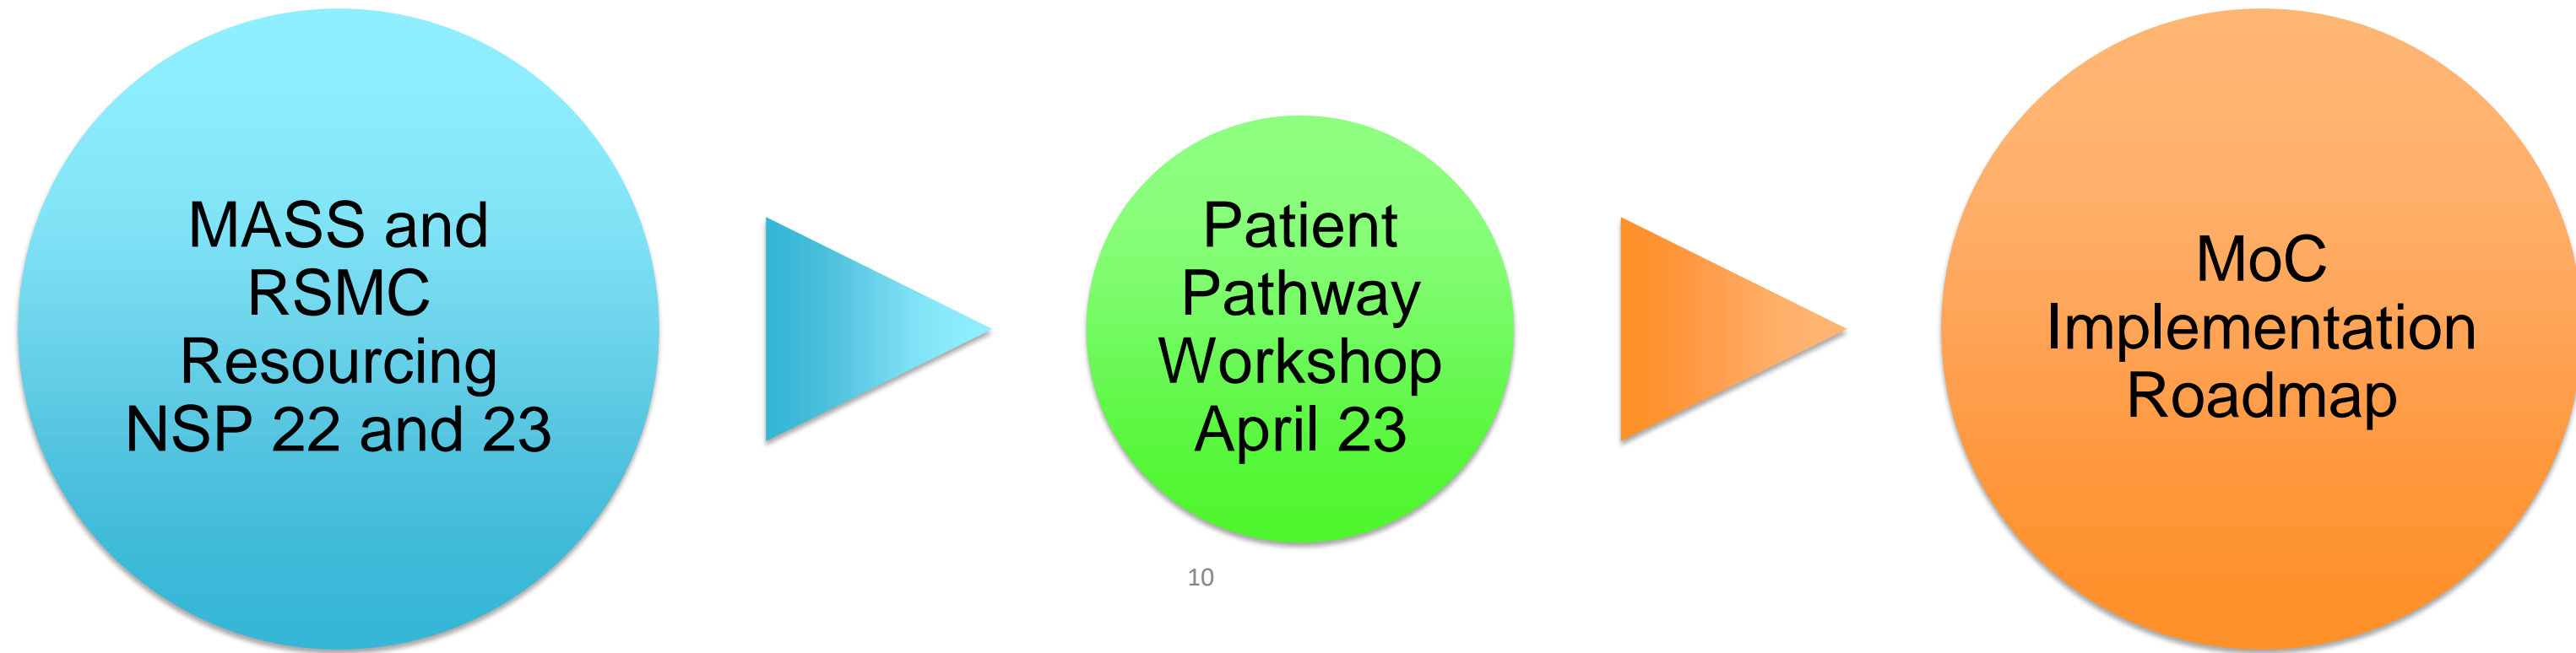 MASS and
RSMC
Resourcing
NSP 22 and 23
Patient
Pathway
Workshop
April 23
MoC
Implementation
Roadmap
10